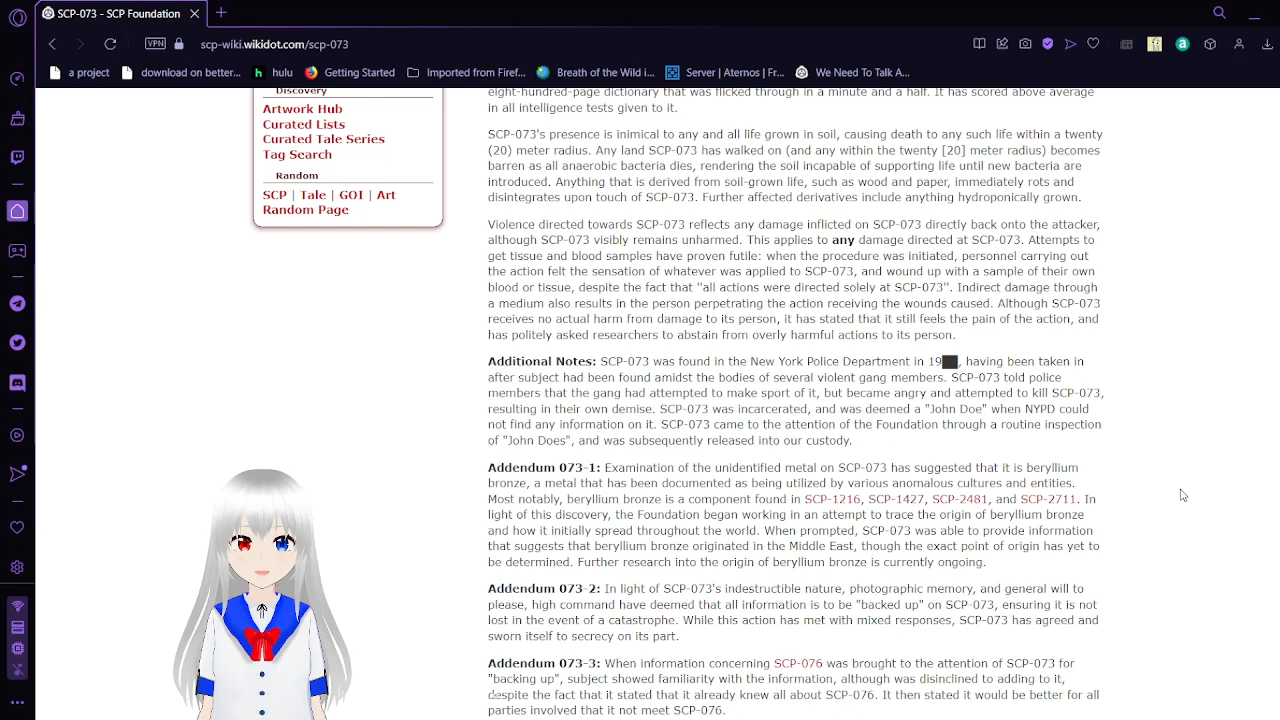 SCP-073 - SCP Foundation
VPN
scp-wiki.wikidot.com/scp-073
a project
download on better...
hulu
Getting Started
Imported from Firef...
Breath of the Wild i...
Server | Aternos | Fr...
We Need To Talk A...
Discovery
Artwork Hub
Curated Lists
Curated Tale Series
Tag Search
Random
SCP | Tale | GOI | Art
Random Page
eight-hundred-page dictionary that was flicked through in a minute and a half. It has scored above average
in all intelligence tests given to it.
SCP-073's presence is inimical to any and all life grown in soil, causing death to any such life within a twenty
(20) meter radius. Any land SCP-073 has walked on (and any within the twenty [20] meter radius) becomes
barren as all anaerobic bacteria dies, rendering the soil incapable of supporting life until new bacteria are
introduced. Anything that is derived from soil-grown life, such as wood and paper, immediately rots and
disintegrates upon touch of SCP-073. Further affected derivatives include anything hydroponically grown.
Violence directed towards SCP-073 reflects any damage inflicted on SCP-073 directly back onto the attacker,
although SCP-073 visibly remains unharmed. This applies to any damage directed at SCP-073. Attempts to
get tissue and blood samples have proven futile: when the procedure was initiated, personnel carrying out
the action felt the sensation of whatever was applied to SCP-073, and wound up with a sample of their own
blood or tissue, despite the fact that "all actions were directed solely at SCP-073". Indirect damage through
a medium also results in the person perpetrating the action receiving the wounds caused. Although SCP-073
receives no actual harm from damage to its person, it has stated that it still feels the pain of the action, and
has politely asked researchers to abstain from overly harmful actions to its person.
Additional Notes: SCP-073 was found in the New York Police Department in 19█, having been taken in
after subject had been found amidst the bodies of several violent gang members. SCP-073 told police
members that the gang had attempted to make sport of it, but became angry and attempted to kill SCP-073,
resulting in their own demise. SCP-073 was incarcerated, and was deemed a "John Doe" when NYPD could
not find any information on it. SCP-073 came to the attention of the Foundation through a routine inspection
of "John Does", and was subsequently released into our custody.
Addendum 073-1: Examination of the unidentified metal on SCP-073 has suggested that it is beryllium
bronze, a metal that has been documented as being utilized by various anomalous cultures and entities.
Most notably, beryllium bronze is a component found in SCP-1216, SCP-1427, SCP-2481, and SCP-2711. In
light of this discovery, the Foundation began working in an attempt to trace the origin of beryllium bronze
and how it initially spread throughout the world. When prompted, SCP-073 was able to provide information
that suggests that beryllium bronze originated in the Middle East, though the exact point of origin has yet to
be determined. Further research into the origin of beryllium bronze is currently ongoing.
Addendum 073-2: In light of SCP-073's indestructible nature, photographic memory, and general will to
please, high command have deemed that all information is to be "backed up" on SCP-073, ensuring it is not
lost in the event of a catastrophe. While this action has met with mixed responses, SCP-073 has agreed and
sworn itself to secrecy on its part.
Addendum 073-3: When information concerning SCP-076 was brought to the attention of SCP-073 for
"backing up", subject showed familiarity with the information, although was disinclined to adding to it,
despite the fact that it stated that it already knew all about SCP-076. It then stated it would be better for all
parties involved that it not meet SCP-076.